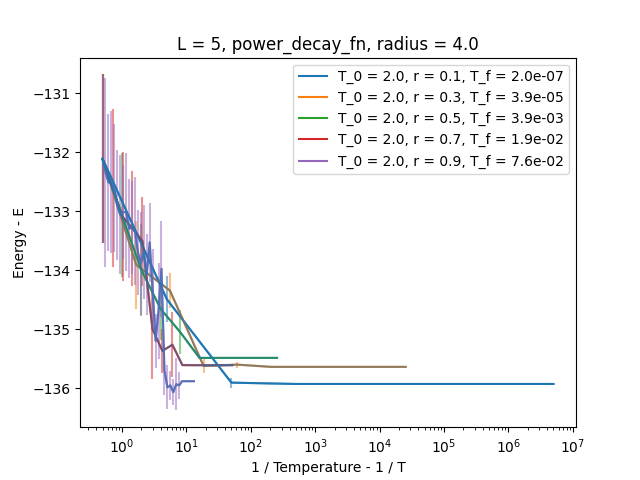 L = 5, power_decay_fn, radius = 4.0
T_0 = 2.0, r = 0.1, T_f = 2.0e-07
T_0 = 2.0, r = 0.3, T_f = 3.9e-05
T_0 = 2.0, r = 0.5, T_f = 3.9e-03
T_0 = 2.0, r = 0.7, T_f = 1.9e-02
T_0 = 2.0, r = 0.9, T_f = 7.6e-02
Energy - E
−131
−132
−133
−134
−135
−136
10⁰ 10¹ 10² 10³ 10⁴ 10⁵ 10⁶ 10⁷
1 / Temperature - 1 / T